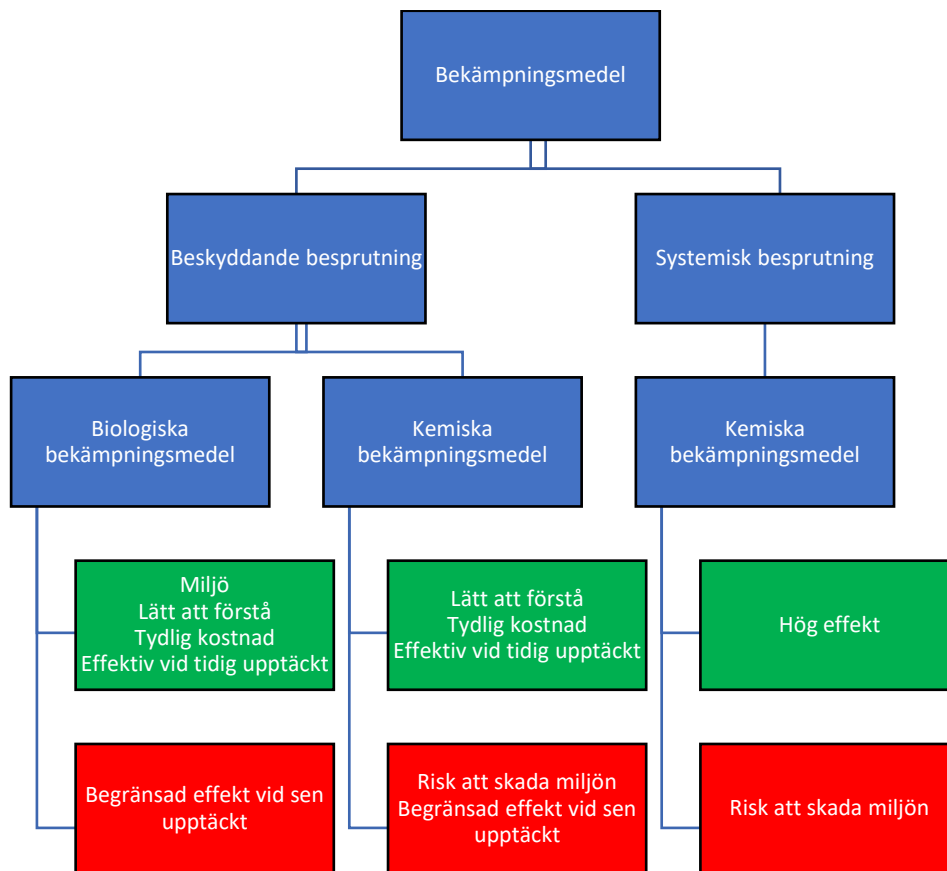 Bekämpningsmedel
Beskyddande besprutning
Systemisk besprutning
Biologiska
bekämpningsmedel
Kemiska
bekämpningsmedel
Kemiska
bekämpningsmedel
Miljö
Lätt att förstå
Tydlig kostnad
Effektiv vid tidig upptäckt
Lätt att förstå
Tydlig kostnad
Effektiv vid tidig upptäckt
Hög effekt
Begränsad effekt vid sen
upptäckt
Risk att skada miljön
Begränsad effekt vid sen
upptäckt
Risk att skada miljön